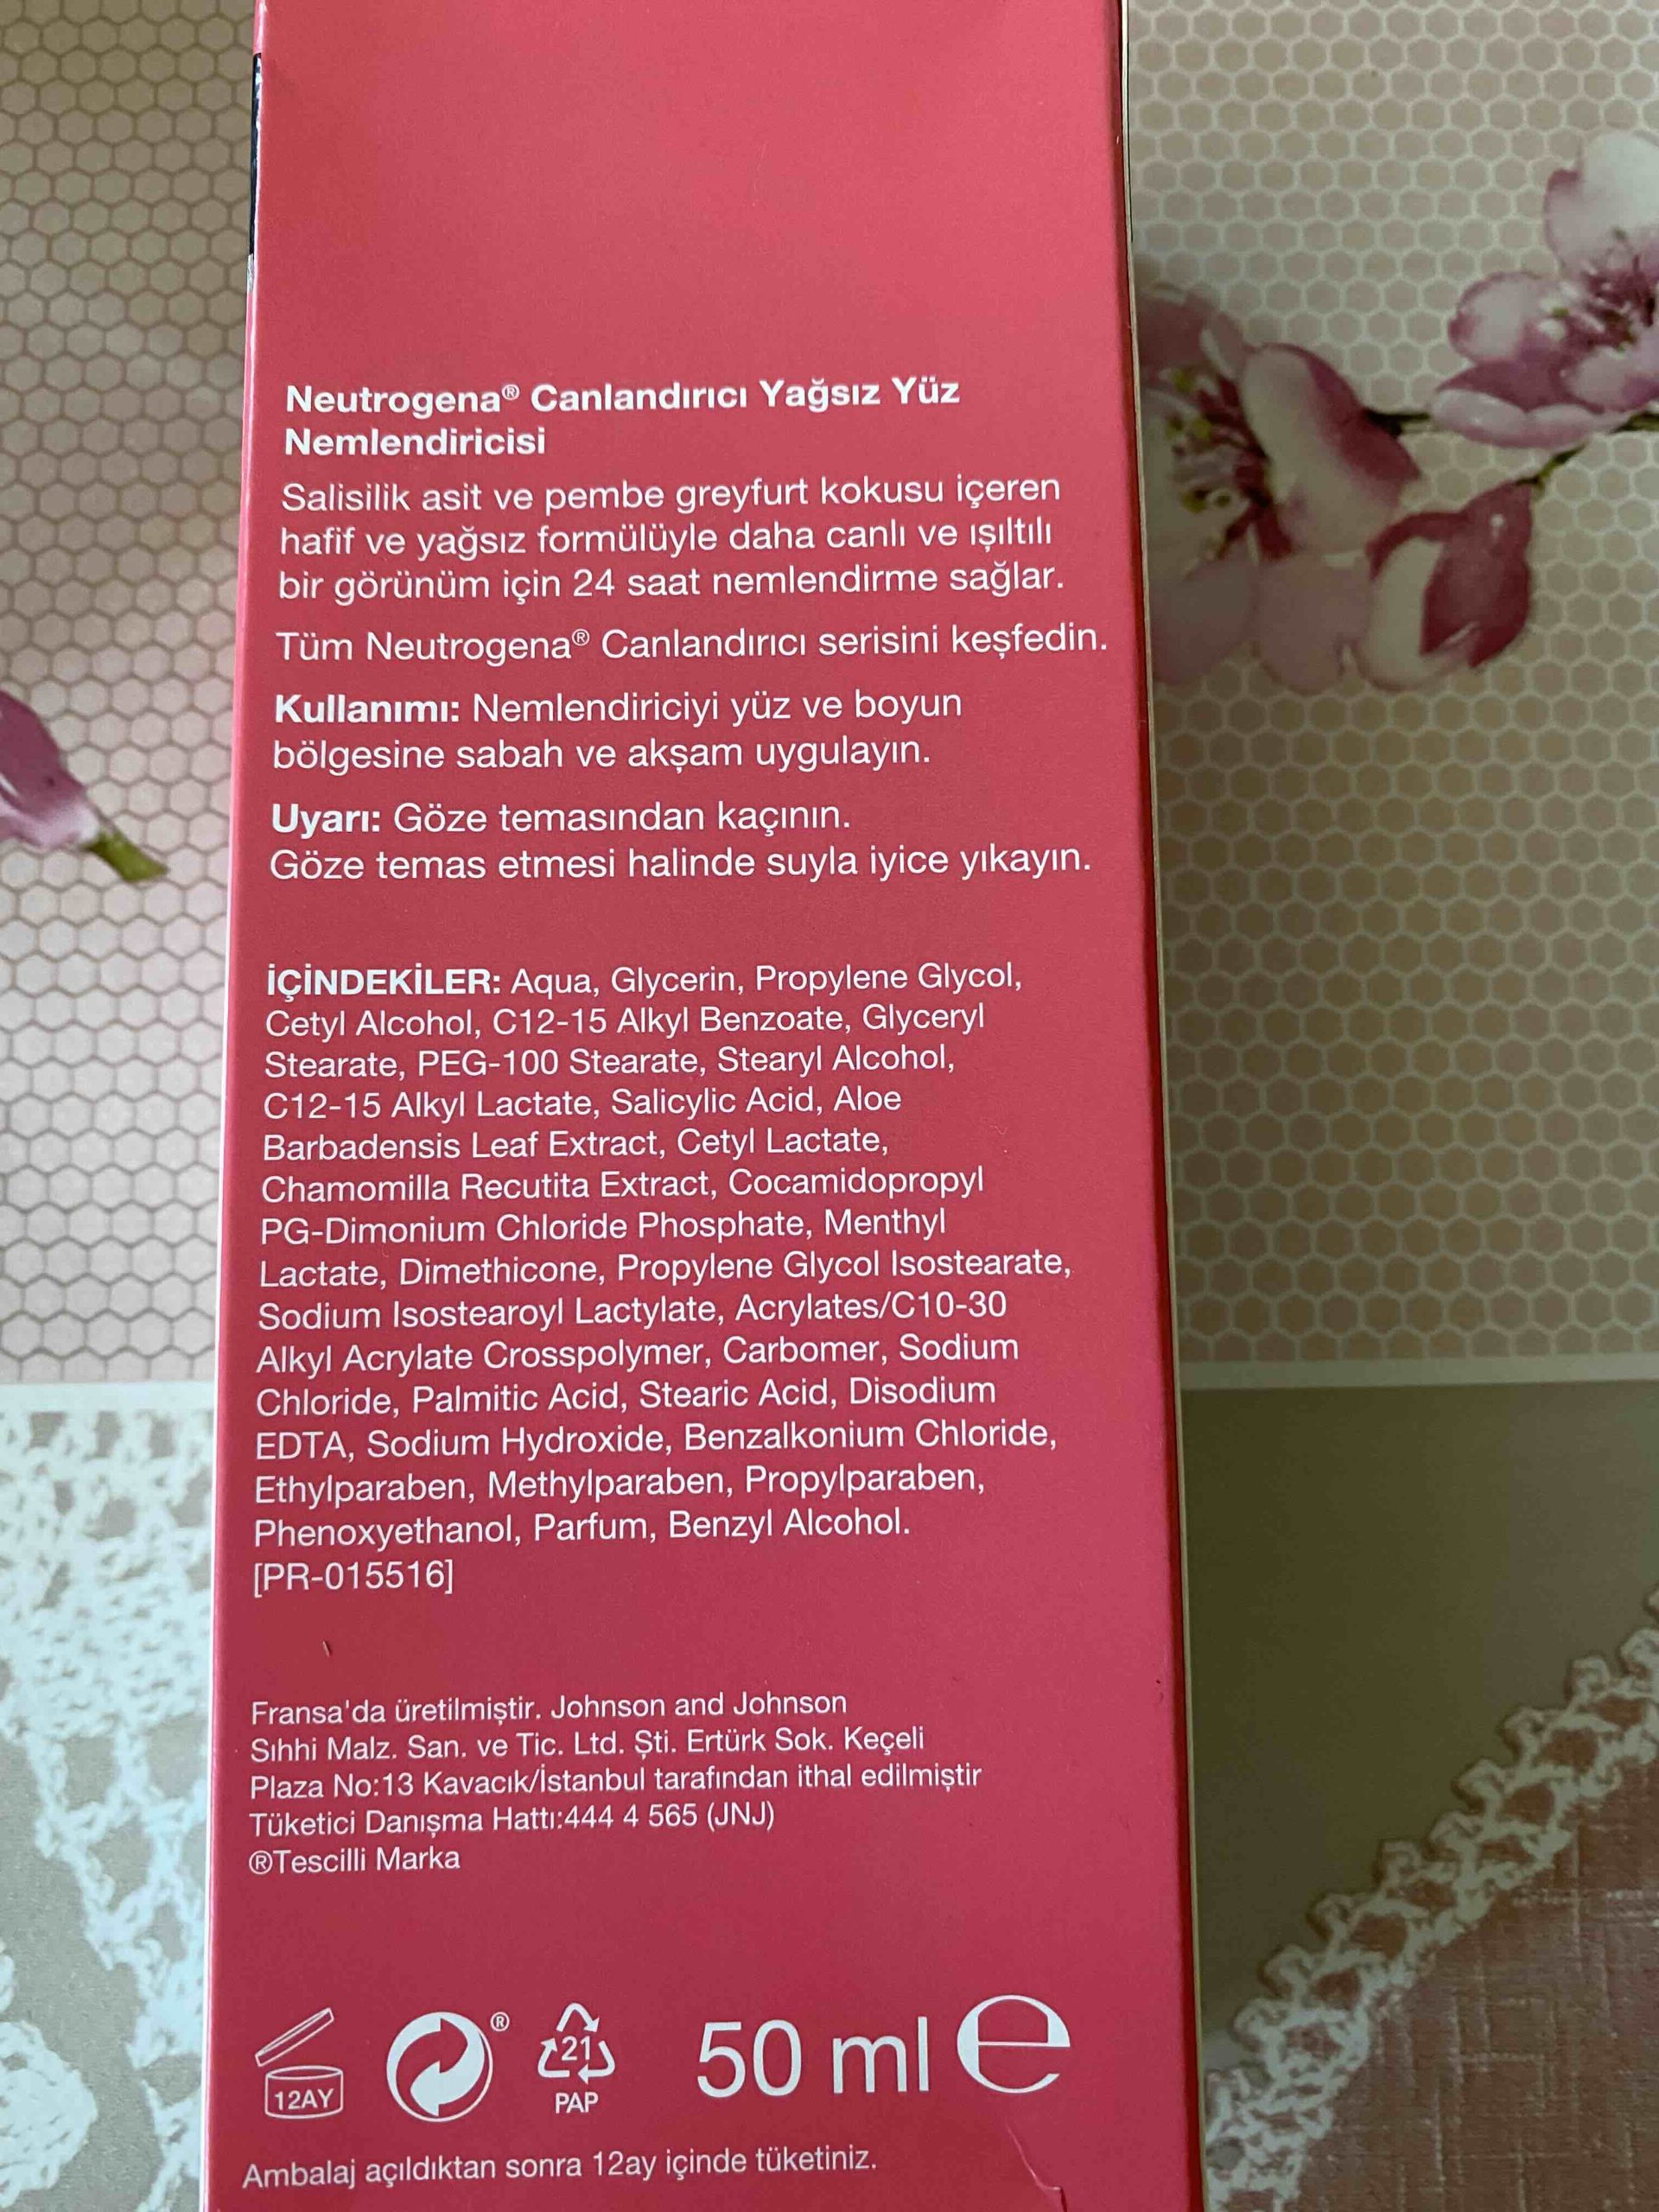 Neutrogena® Canlandırıcı Yağsız Yüz
Nemlendiricisi
Salisilik asit ve pembe greyfurt kokusu içeren
hafif ve yağsız formülüyle daha canlı ve ışıltılı
bir görünüm için 24 saat nemlendirme sağlar.
Tüm Neutrogena® Canlandırıcı serisini keşfedin.
Kullanımı: Nemlendiriciyi yüz ve boyun
bölgesine sabah ve akşam uygulayın.
Uyarı: Göze temasından kaçının.
Göze temas etmesi halinde suyla iyice yıkayın.
İÇİNDEKİLER: Aqua, Glycerin, Propylene Glycol,
Cetyl Alcohol, C12-15 Alkyl Benzoate, Glyceryl
Stearate, PEG-100 Stearate, Stearyl Alcohol,
C12-15 Alkyl Lactate, Salicylic Acid, Aloe
Barbadensis Leaf Extract, Cetyl Lactate,
Chamomilla Recutita Extract, Cocamidopropyl
PG-Dimonium Chloride Phosphate, Menthyl
Lactate, Dimethicone, Propylene Glycol Isostearate,
Sodium Isostearoyl Lactylate, Acrylates/C10-30
Alkyl Acrylate Crosspolymer, Carbomer, Sodium
Chloride, Palmitic Acid, Stearic Acid, Disodium
EDTA, Sodium Hydroxide, Benzalkonium Chloride,
Ethylparaben, Methylparaben, Propylparaben,
Phenoxyethanol, Parfum, Benzyl Alcohol.
[PR-015516]
Fransa'da üretilmiştir. Johnson and Johnson
Sıhhi Malz. San. ve Tic. Ltd. Şti. Ertürk Sok. Keçeli
Plaza No:13 Kavacık/İstanbul tarafından ithal edilmiştir
Tüketici Danışma Hattı:444 4 565 (JNJ)
®Tescilli Marka
12AY ® 21 PAP 50 ml e
Ambalaj açıldıktan sonra 12ay içinde tüketiniz.